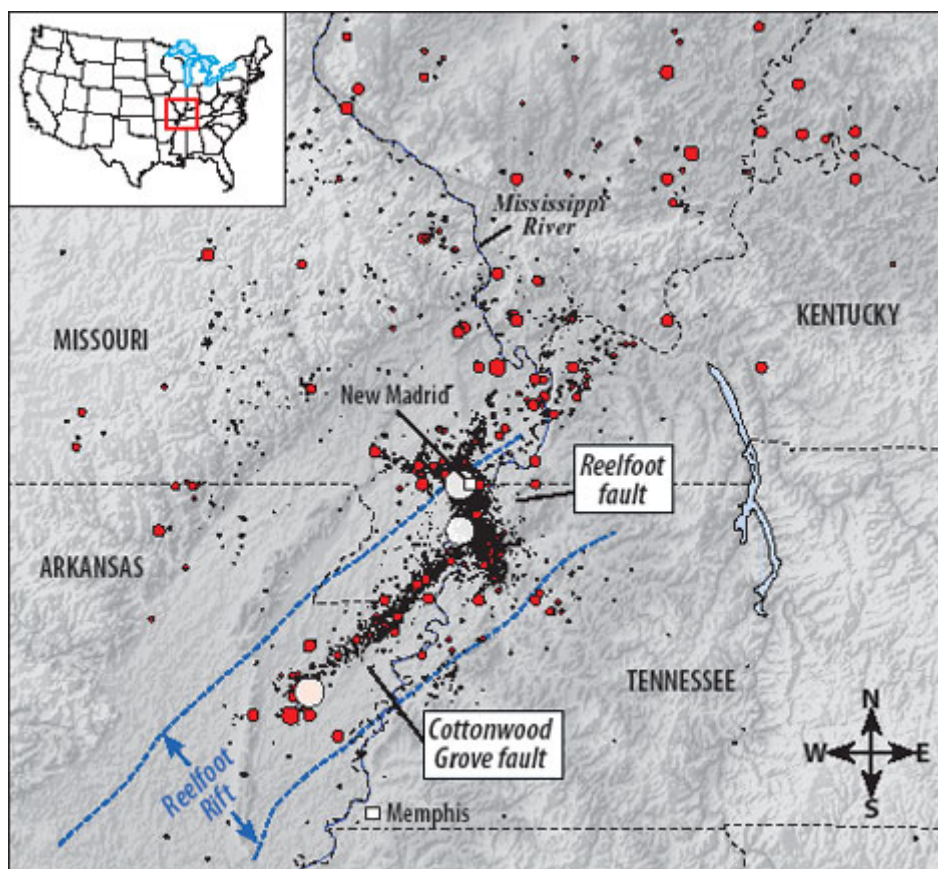 Mississippi
River
MISSOURI
KENTUCKY
New Madrid
Reelfoot
fault
ARKANSAS
TENNESSEE
Cottonwood
Grove fault
Reelfoot
Rift
Memphis
N
W E
S